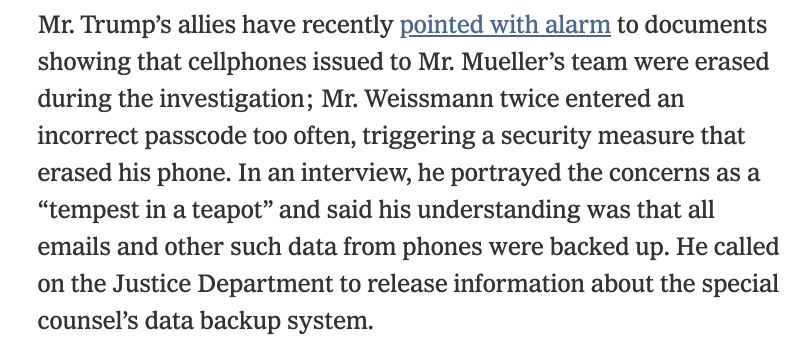 Mr. Trump’s allies have recently pointed with alarm to documents
showing that cellphones issued to Mr. Mueller’s team were erased
during the investigation; Mr. Weissmann twice entered an
incorrect passcode too often, triggering a security measure that
erased his phone. In an interview, he portrayed the concerns as a
“tempest in a teapot” and said his understanding was that all
emails and other such data from phones were backed up. He called
on the Justice Department to release information about the special
counsel’s data backup system.